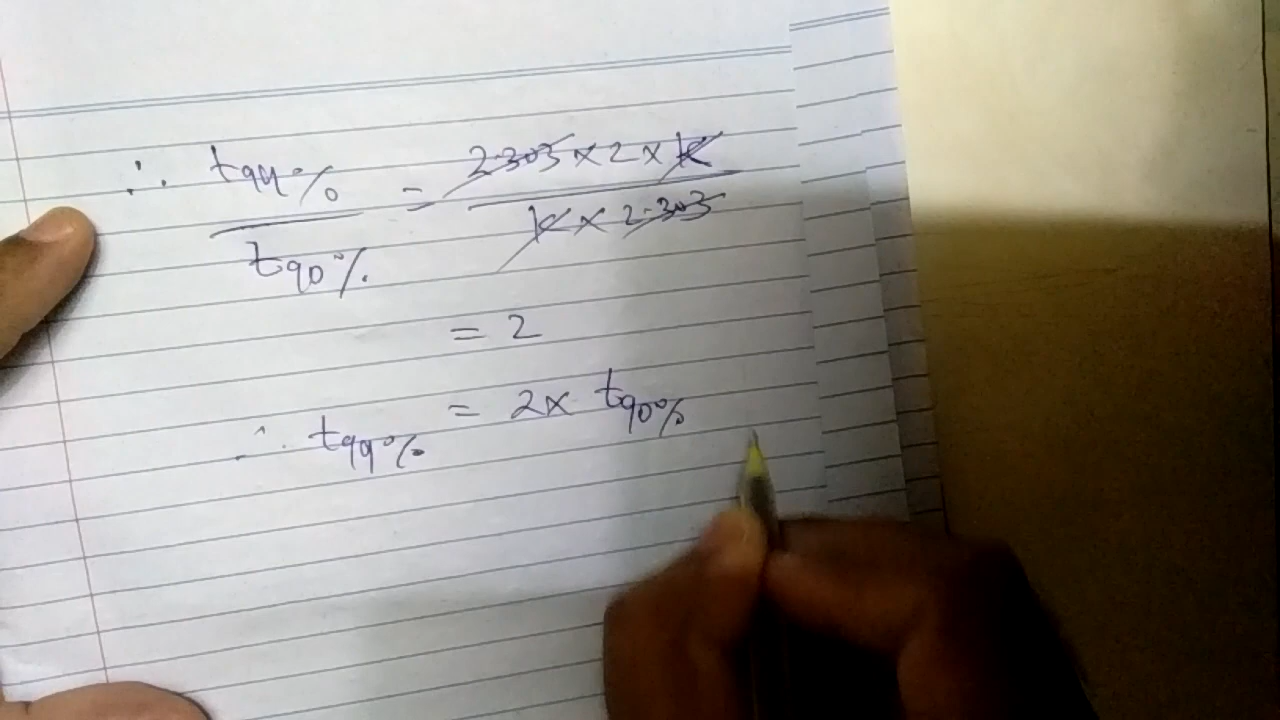 ∴ t99% / t90% = 2.303 × 2 × k / k × 2.303
= 2
∴ t99% = 2 × t90%